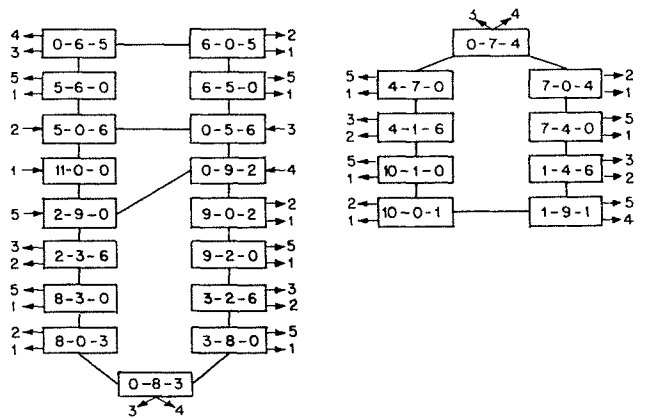 4 3 0-6-5 6-0-5 2 1
5 1 5-6-0 6-5-0 5 1
2 5-0-6 0-5-6 3
1 11-0-0 0-9-2 4
5 2-9-0 9-0-2 2 1
3 2 2-3-6 9-2-0 5 1
5 1 8-3-0 3-2-6 3 2
2 1 8-0-3 3-8-0 5 1
0-8-3
3 4
3 4
0-7-4
5 1 4-7-0 7-0-4 2 1
3 2 4-1-6 7-4-0 5 1
5 1 10-1-0 1-4-6 3 2
2 1 10-0-1 1-9-1 5 4